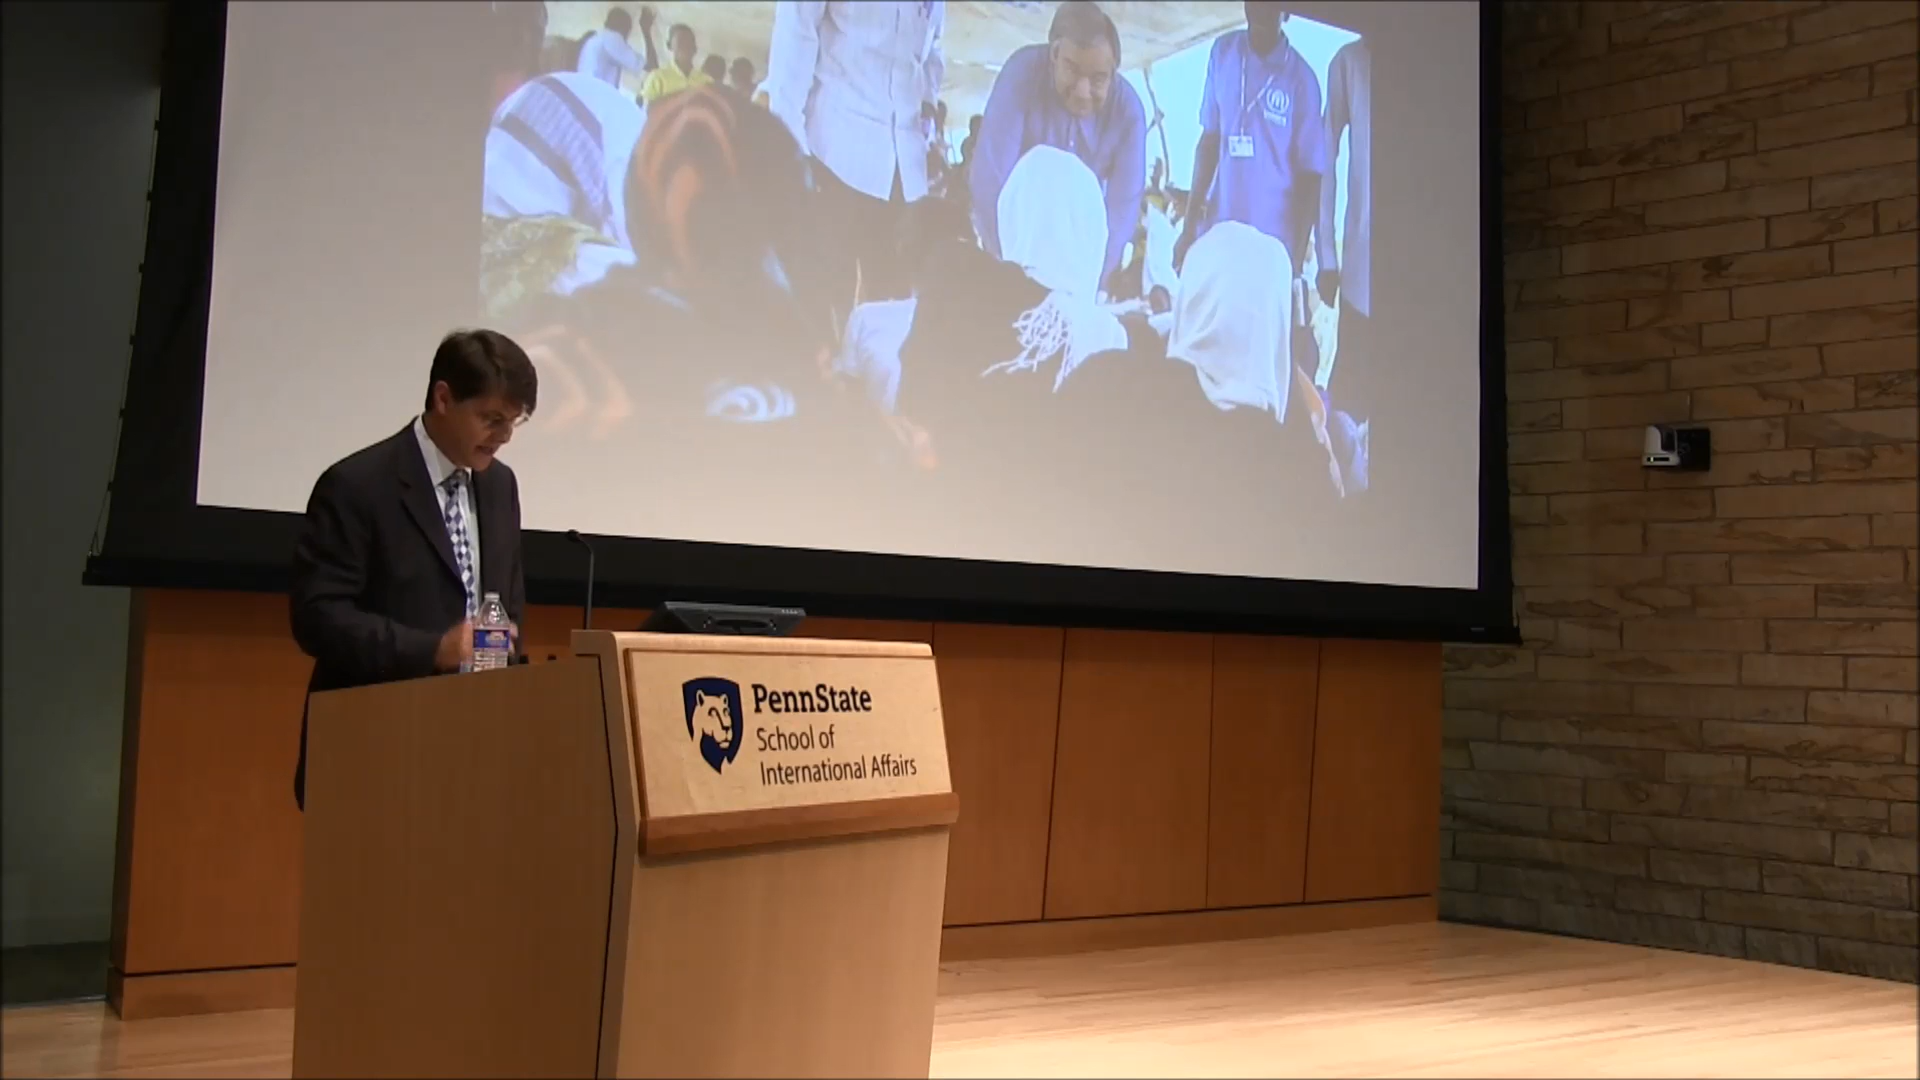 PennState
School of
International Affairs